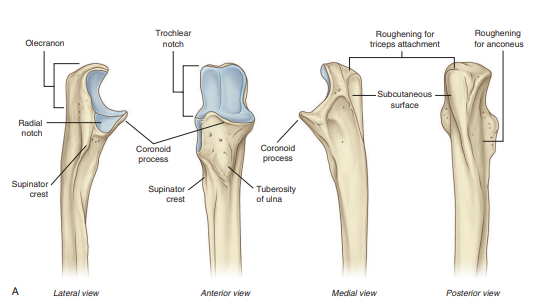 Olecranon
Trochlear
notch
Roughening for
triceps attachment
Roughening
for anconeus
Subcutaneous
surface
Radial
notch
Coronoid
process
Coronoid
process
Supinator
crest
Supinator
crest
Tuberosity
of ulna
A
Lateral view
Anterior view
Medial view
Posterior view